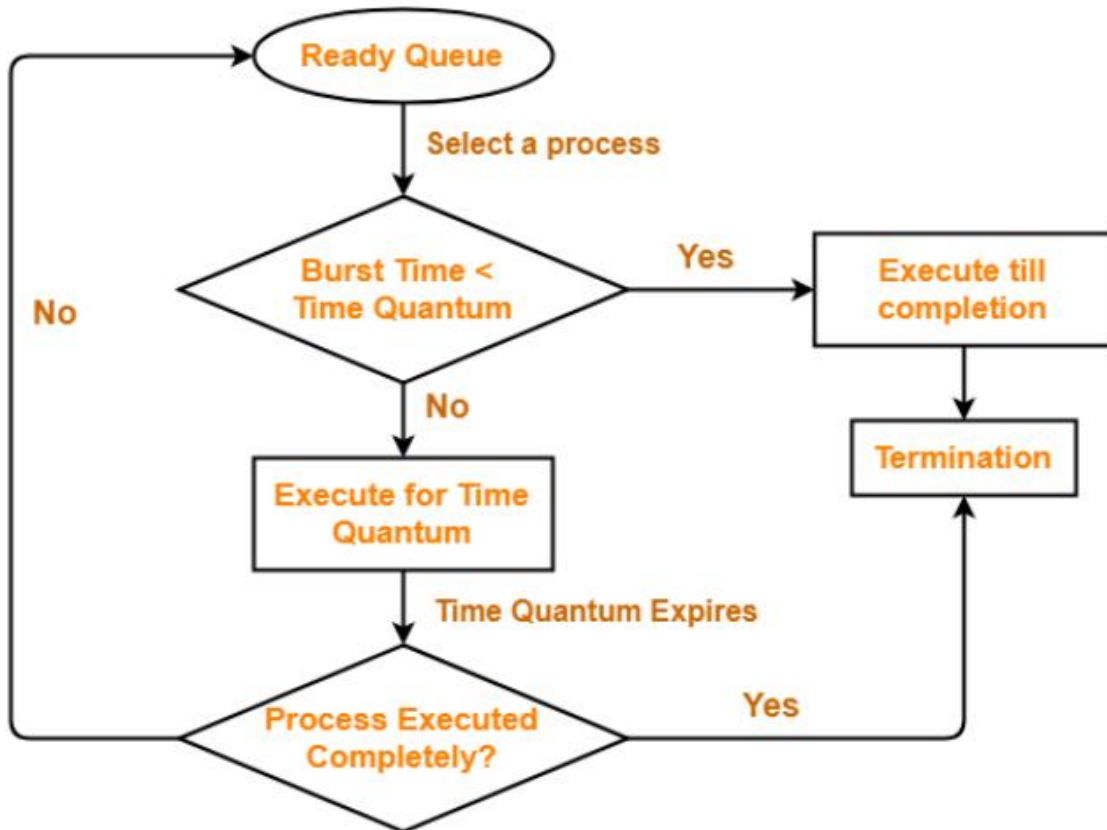 Ready Queue
Select a process
Burst Time <
Time Quantum
Yes
Execute till
completion
No
No
Termination
Execute for Time
Quantum
Time Quantum Expires
Process Executed
Completely?
Yes